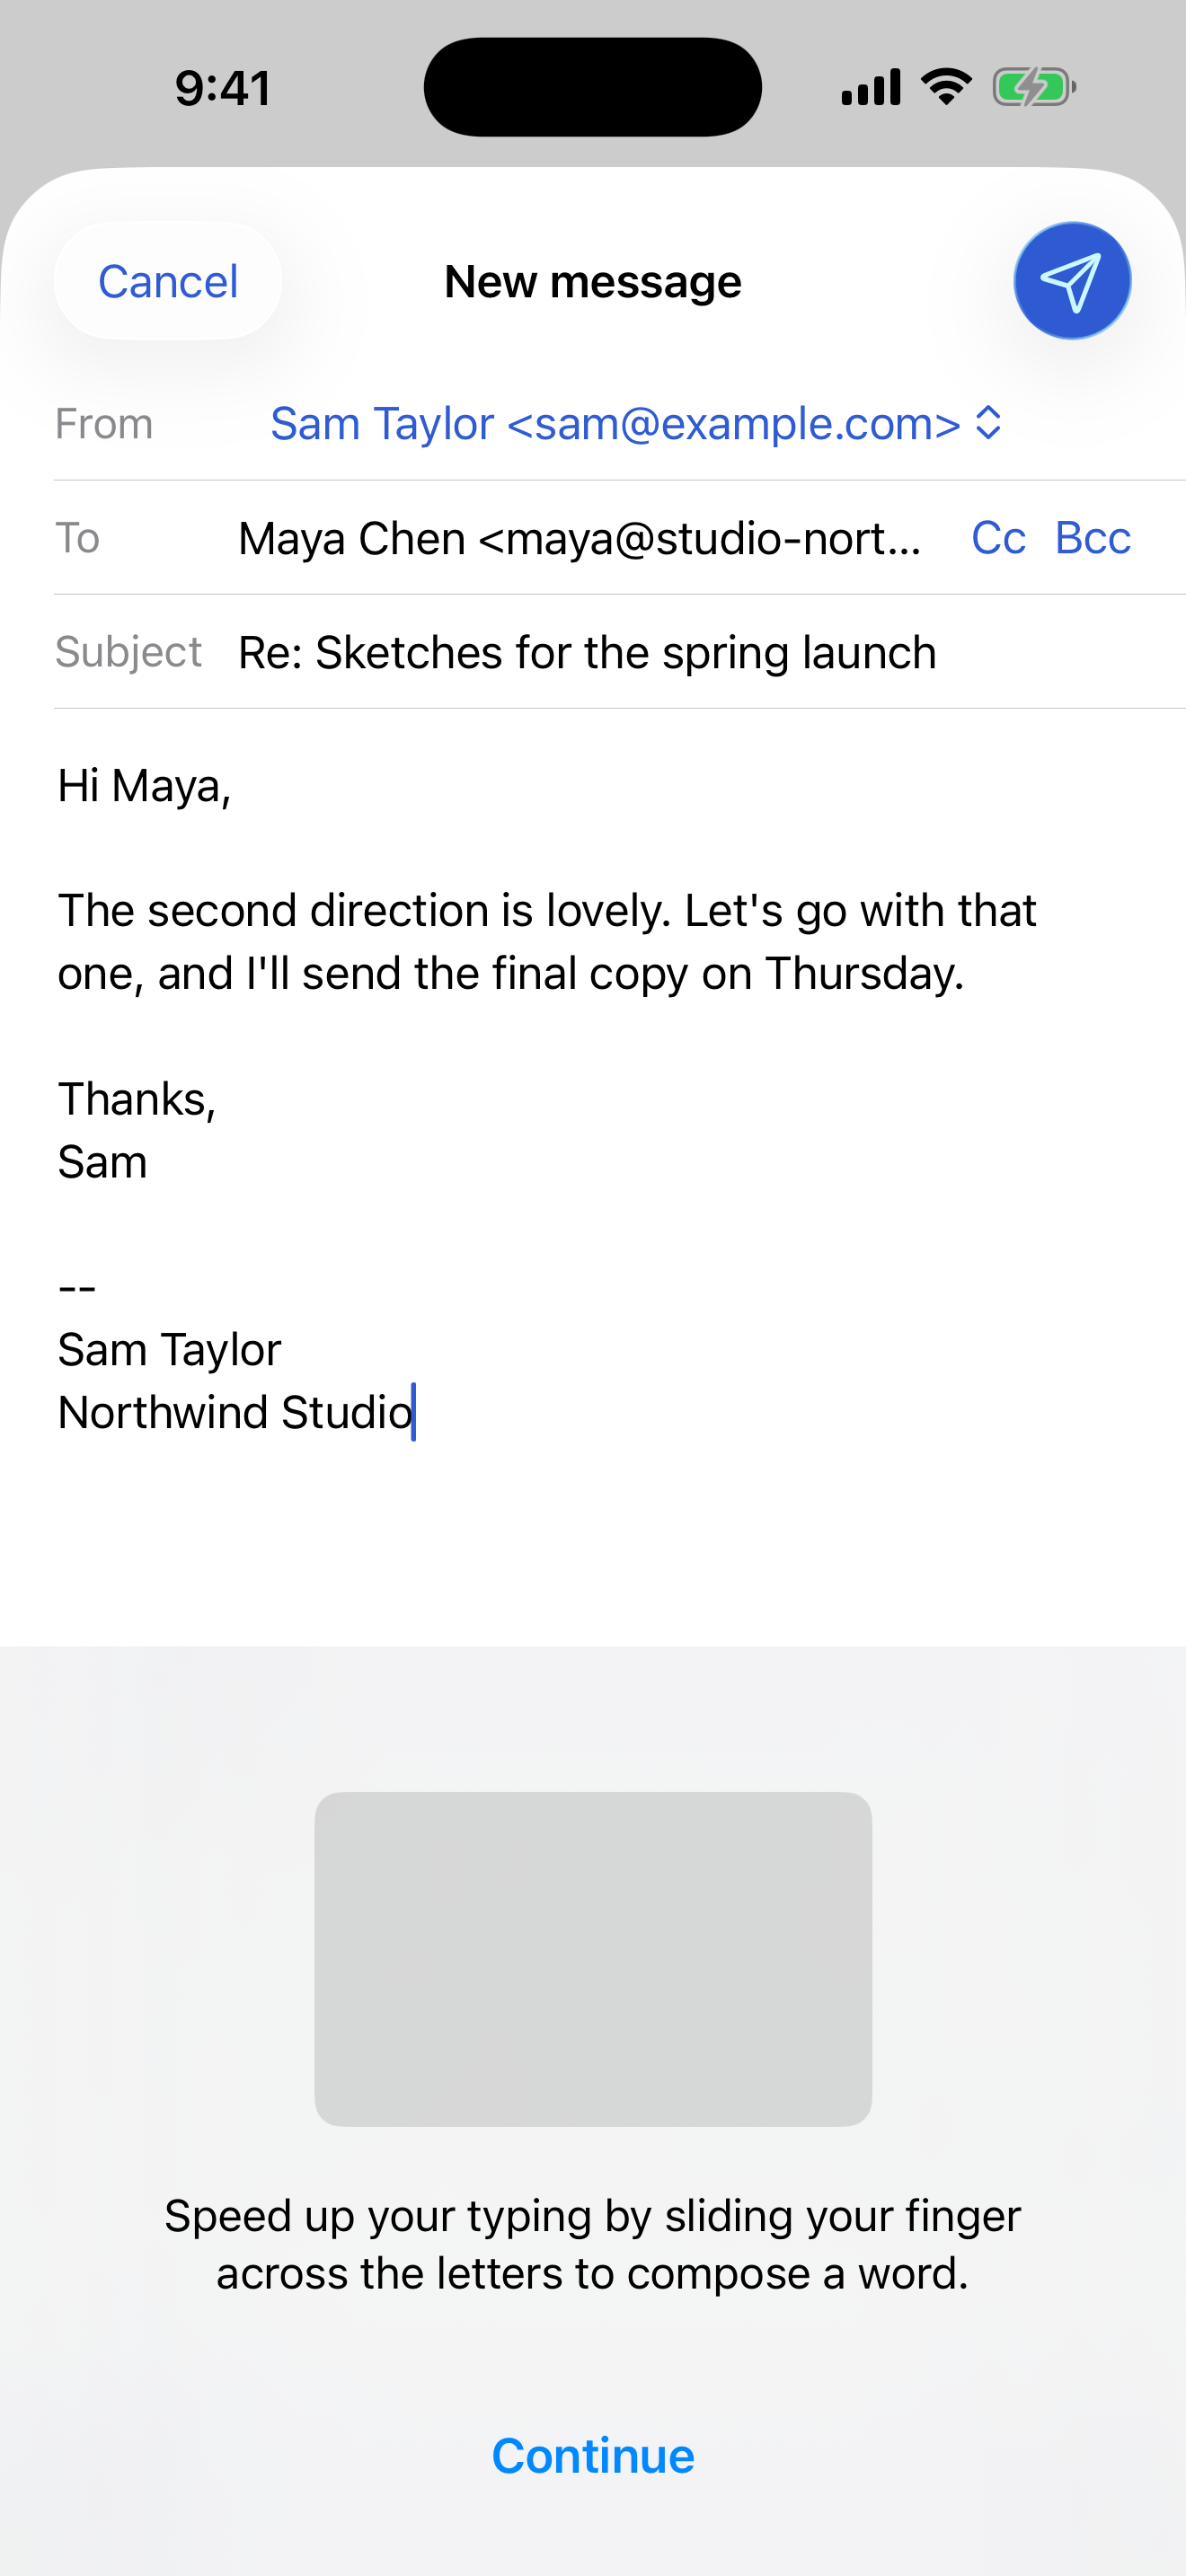 9:41
Cancel
New message
From Sam Taylor <sam@example.com>
To Maya Chen <maya@studio-nort... Cc Bcc
Subject Re: Sketches for the spring launch
Hi Maya,
The second direction is lovely. Let's go with that
one, and I'll send the final copy on Thursday.
Thanks,
Sam
--
Sam Taylor
Northwind Studio
Speed up your typing by sliding your finger
across the letters to compose a word.
Continue